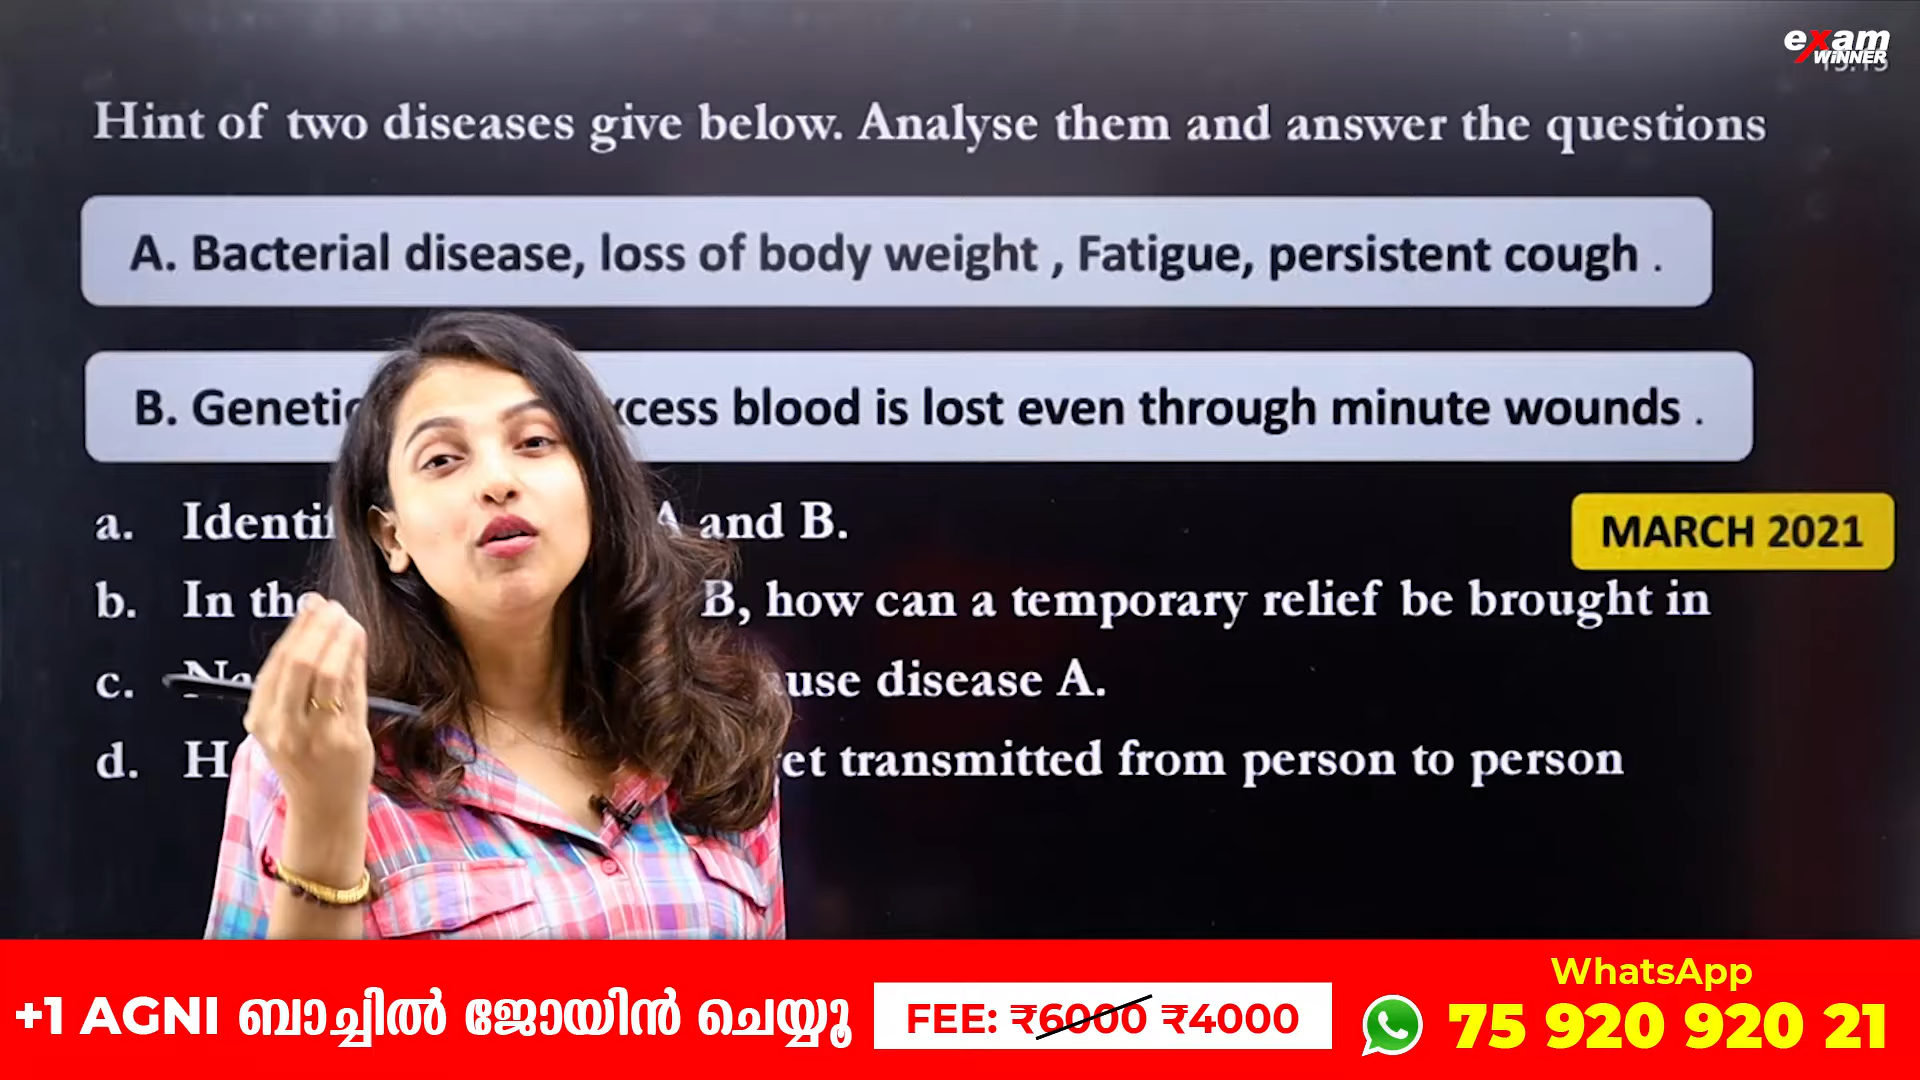 exam
WINNER
Hint of two diseases give below. Analyse them and answer the questions
A. Bacterial disease, loss of body weight , Fatigue, persistent cough .
B. Genetic xcess blood is lost even through minute wounds .
a. Identif A and B.
MARCH 2021
b. In the B, how can a temporary relief be brought in
c. Na use disease A.
d. H et transmitted from person to person
WhatsApp
+1 AGNI ബാച്ചിൽ ജോയിൻ ചെയ്യൂ
FEE: ₹6000 ₹4000
75 920 920 21